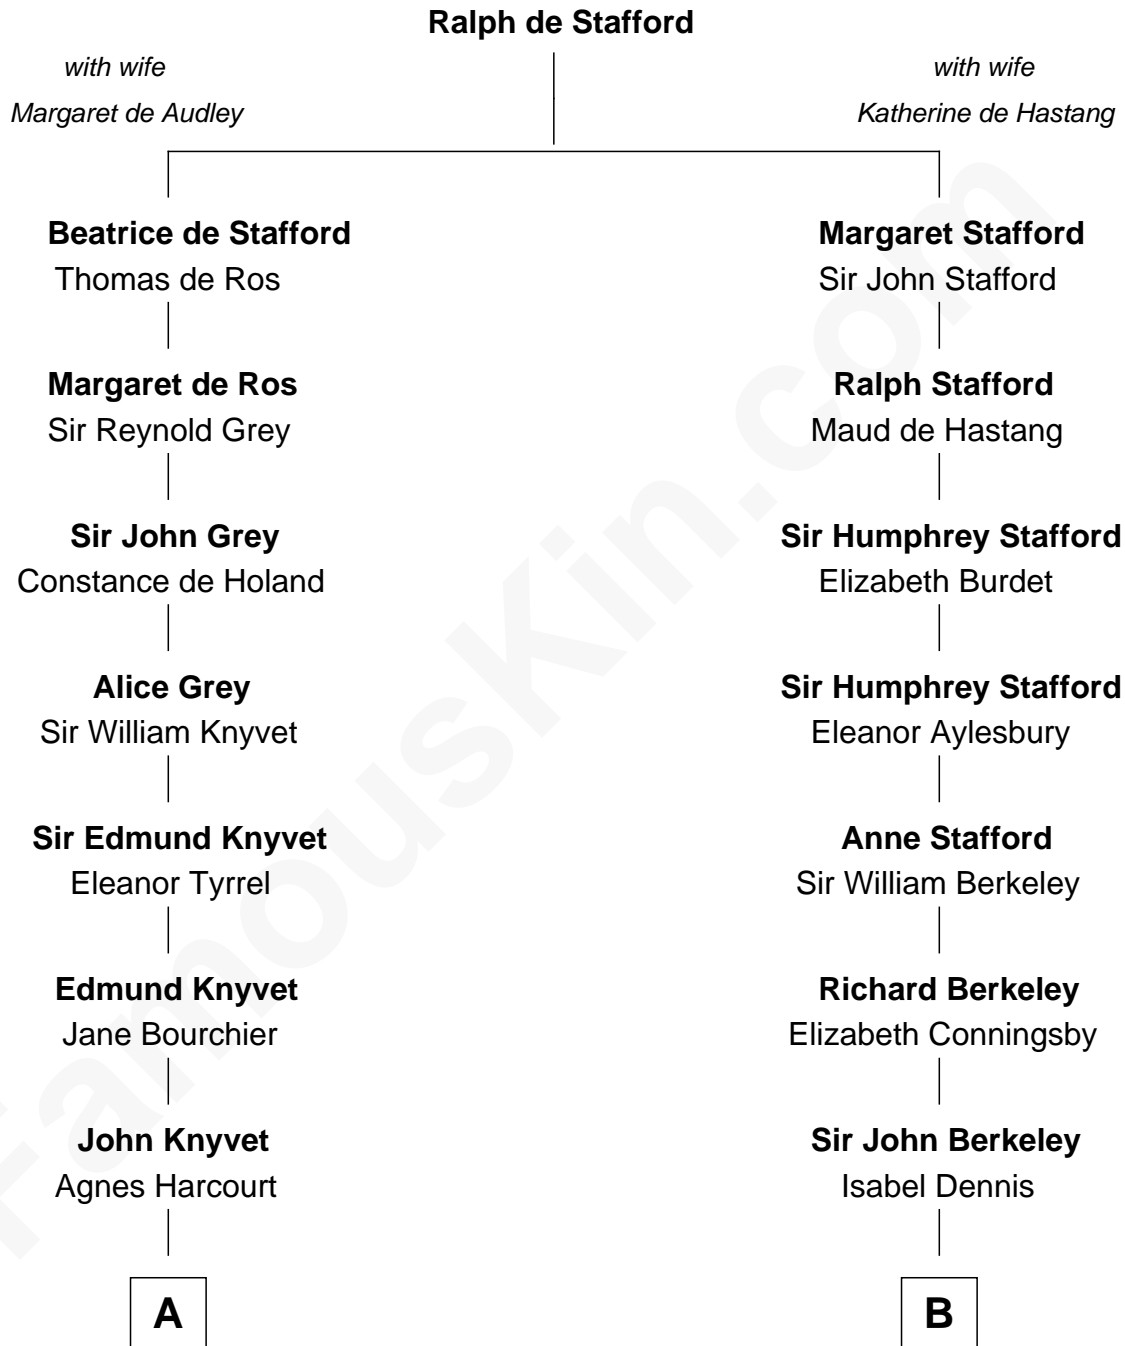 Ralph de Stafford
with wife
Margaret de Audley
with wife
Katherine de Hastang
Beatrice de Stafford
Thomas de Ros
Margaret Stafford
Sir John Stafford
Margaret de Ros
Sir Reynold Grey
Ralph Stafford
Maud de Hastang
Sir John Grey
Constance de Holand
Sir Humphrey Stafford
Elizabeth Burdet
Alice Grey
Sir William Knyvet
Sir Humphrey Stafford
Eleanor Aylesbury
Sir Edmund Knyvet
Eleanor Tyrrel
Anne Stafford
Sir William Berkeley
Edmund Knyvet
Jane Bourchier
Richard Berkeley
Elizabeth Conningsby
John Knyvet
Agnes Harcourt
Sir John Berkeley
Isabel Dennis
A
B
FamousKin.com